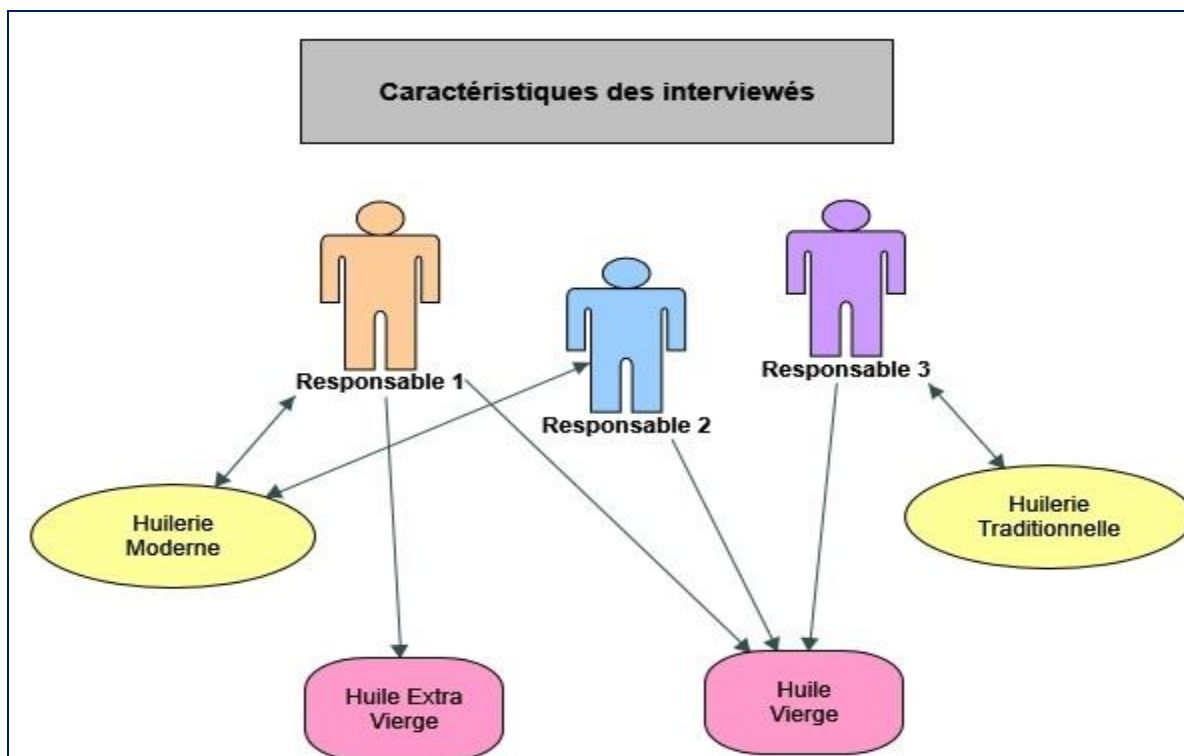 Caractéristiques des interviewés
Responsable 1
Responsable 2
Responsable 3
Huilerie
Moderne
Huilerie
Traditionnelle
Huile Extra
Vierge
Huile
Vierge